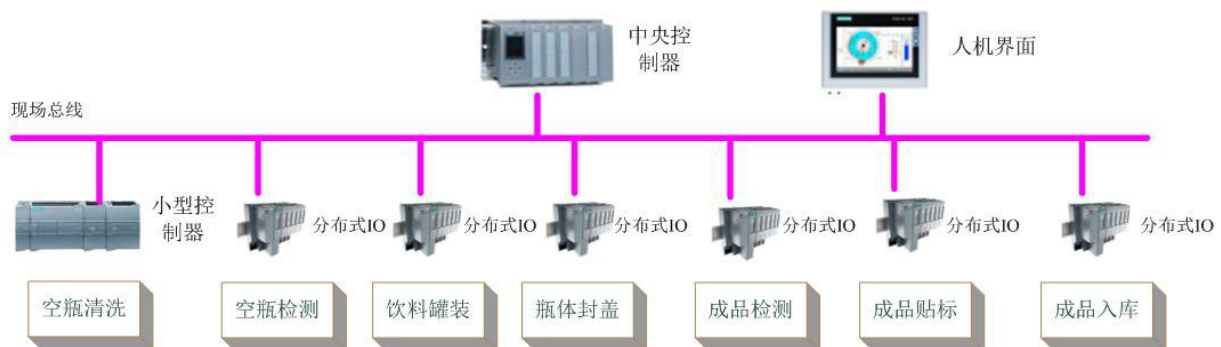 中央控
制器
人机界面
现场总线
小型控
制器
分布式IO
分布式IO
分布式IO
分布式IO
分布式IO
分布式IO
空瓶清洗
空瓶检测
饮料罐装
瓶体封盖
成品检测
成品贴标
成品入库